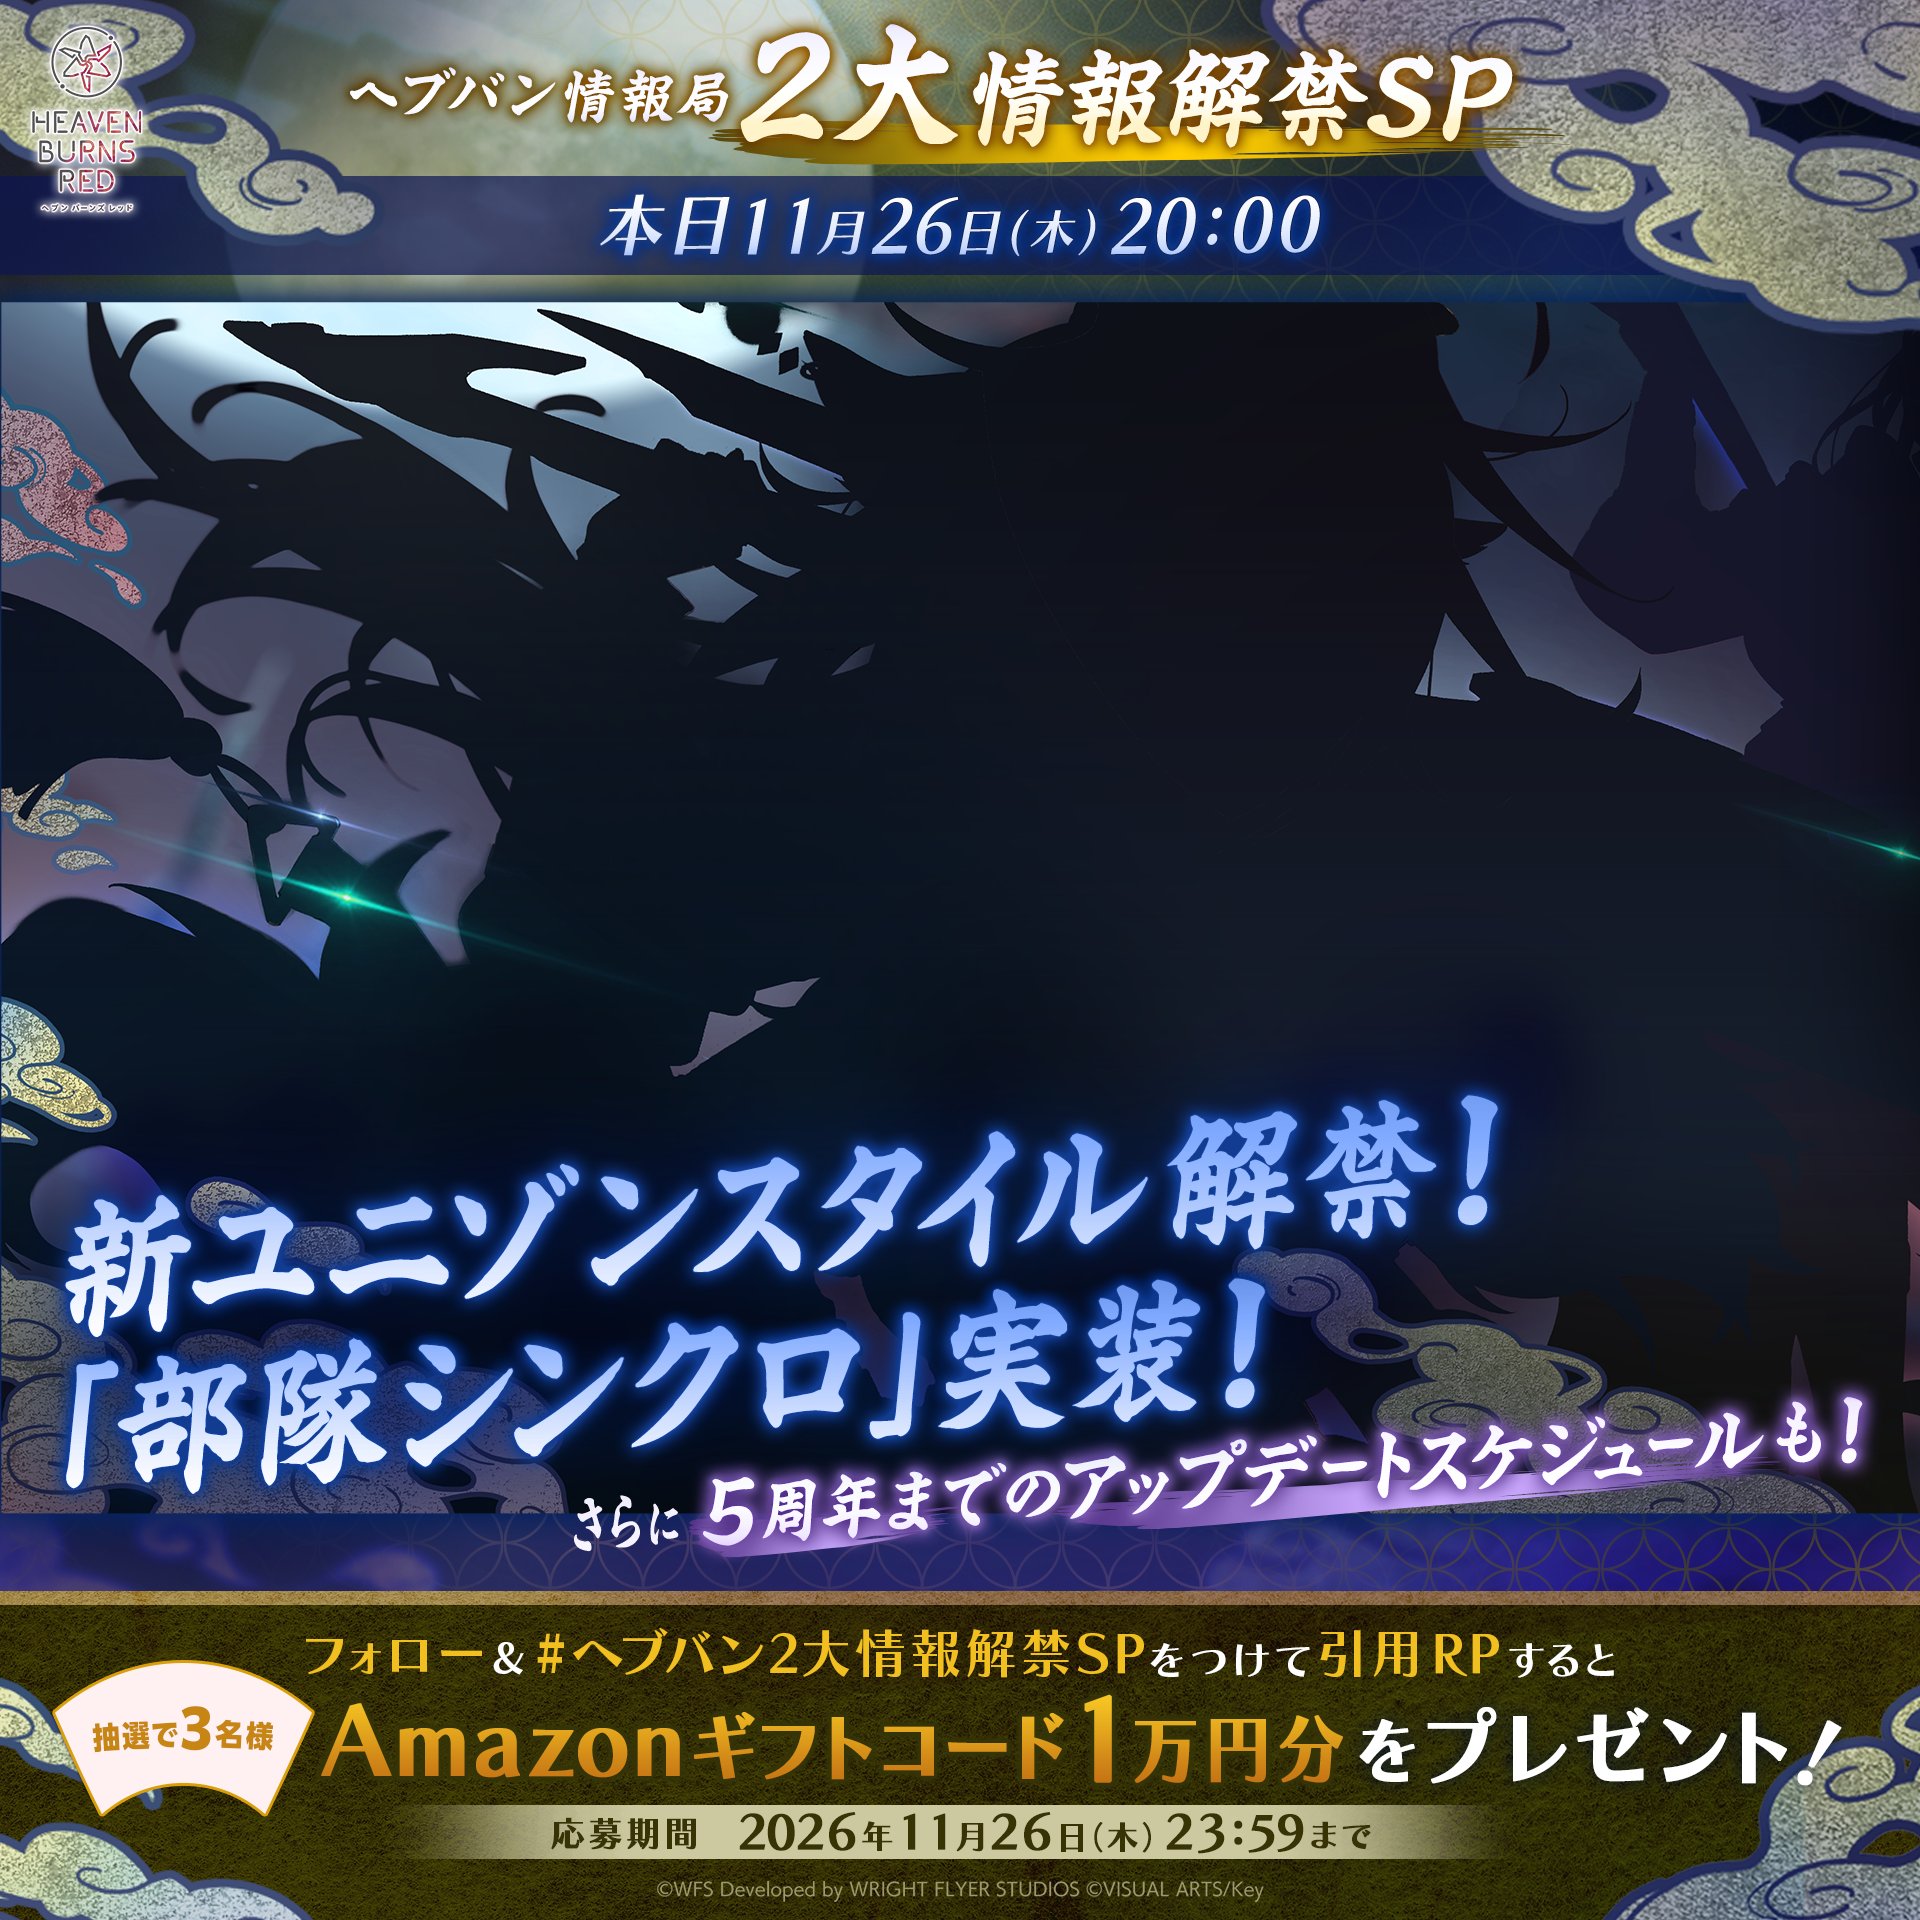 HEAVEN
BURNS
RED
ヘブン バーンズ レッド
ヘブバン情報局 2大情報解禁SP
本日11月26日(木) 20:00
新ユニゾンスタイル解禁!
「部隊シンクロ」実装!
さらに 5周年までのアップデートスケジュールも!
フォロー&#ヘブバン2大情報解禁SPをつけて引用RPすると
抽選で3名様
Amazonギフトコード1万円分をプレゼント!
応募期間 2026年11月26日(木) 23:59まで
©WFS Developed by WRIGHT FLYER STUDIOS ©VISUAL ARTS/Key